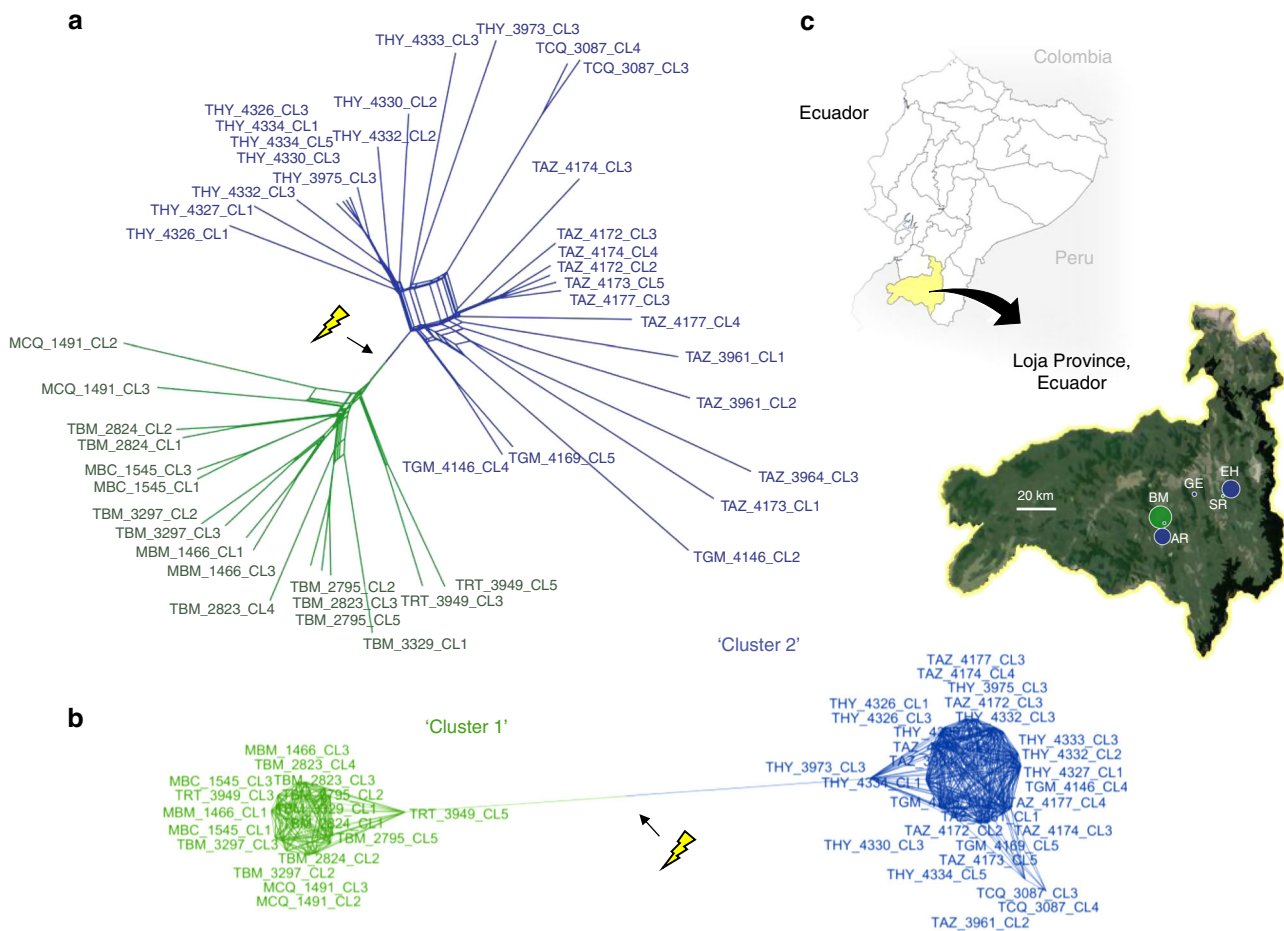 a
THY_4333_CL3
THY_3973_CL3
TCQ_3087_CL4
TCQ_3087_CL3
THY_4330_CL2
THY_4326_CL3
THY_4334_CL1
THY_4332_CL2
THY_4334_CL5
THY_4330_CL3
TAZ_4174_CL3
THY_3975_CL3
THY_4332_CL3
THY_4327_CL1
THY_4326_CL1
TAZ_4172_CL3
TAZ_4174_CL4
TAZ_4172_CL2
TAZ_4173_CL5
TAZ_4177_CL3
TAZ_4177_CL4
MCQ_1491_CL2
TAZ_3961_CL1
MCQ_1491_CL3
TAZ_3961_CL2
TBM_2824_CL2
TBM_2824_CL1
MBC_1545_CL3
MBC_1545_CL1
TGM_4146_CL4
TGM_4169_CL5
TAZ_3964_CL3
TAZ_4173_CL1
TBM_3297_CL2
TBM_3297_CL3
MBM_1466_CL1
MBM_1466_CL3
TGM_4146_CL2
TBM_2823_CL4
TBM_2795_CL2
TBM_2823_CL3
TBM_2795_CL5
TRT_3949_CL5
TRT_3949_CL3
TBM_3329_CL1
c
Colombia
Ecuador
Peru
Loja Province,
Ecuador
20 km
BM
GE
EH
SR
AR
b
'Cluster 1'
MBM_1466_CL3
TBM_2823_CL4
MBC_1545_CL3
TBM_2823_CL3
TRT_3949_CL3
TBM_2795_CL2
MBM_1466_CL1
TRT_3949_CL5
MBC_1545_CL1
TBM_2824_CL1
TBM_3297_CL3
TBM_2795_CL5
TBM_2824_CL2
TBM_3297_CL2
MCQ_1491_CL3
MCQ_1491_CL2
'Cluster 2'
TAZ_4177_CL3
TAZ_4174_CL4
THY_3975_CL3
THY_4326_CL1
TAZ_4172_CL3
THY_4326_CL3
THY_4332_CL3
THY_4333_CL3
THY_4332_CL2
THY_3973_CL3
THY_4327_CL1
THY_4334_CL1
TGM_4146_CL4
TAZ_4177_CL4
TAZ_4172_CL2
TAZ_4174_CL3
THY_4330_CL3
TGM_4169_CL5
TAZ_4173_CL5
THY_4334_CL5
TCQ_3087_CL3
TCQ_3087_CL4
TAZ_3961_CL2